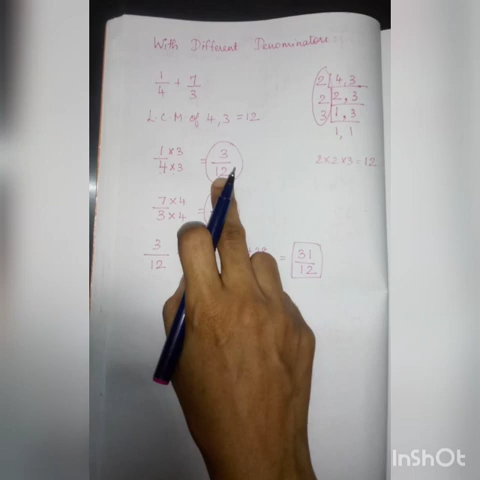 With Different Denominators
1/4 + 7/3
L.C.M of 4, 3 = 12
2 | 4, 3
2 | 2, 3
3 | 1, 3
1, 1
2 × 2 × 3 = 12
1 × 3 / 4 × 3 = 3/12
7 × 4 / 3 × 4 =
3/12 = 31/12
InShOt